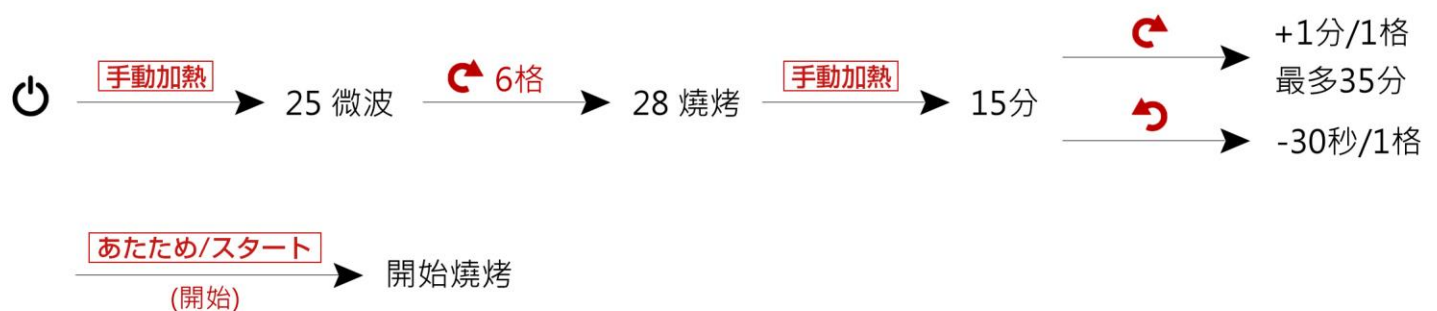 手動加熱
25 微波
6格
28 燒烤
手動加熱
15分
+1分/1格
最多35分
-30秒/1格
あたため/スタート
(開始)
開始燒烤